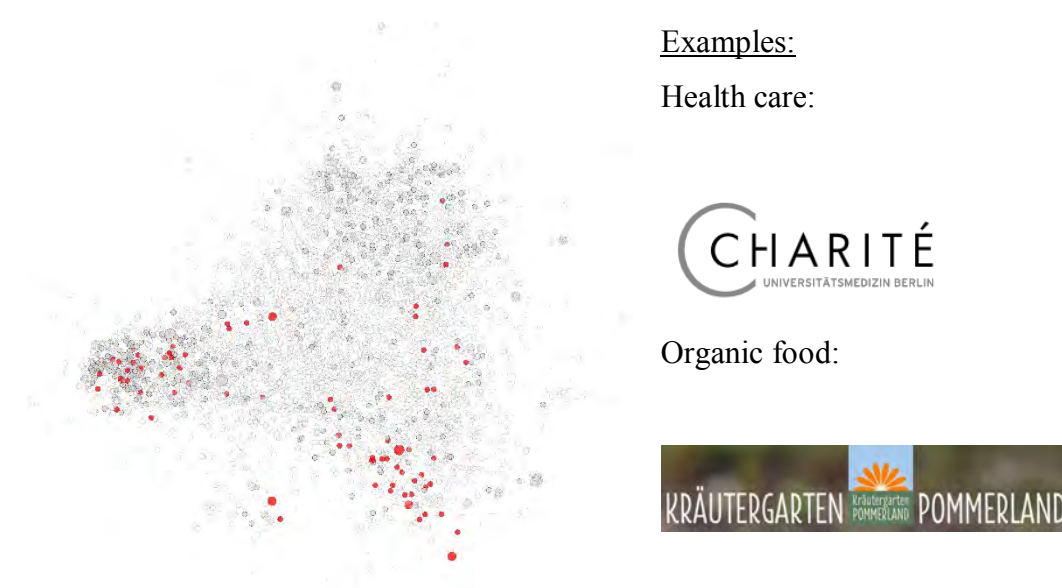 Examples:
Health care:
CHARITÉ
UNIVERSITÄTSMEDIZIN BERLIN
Organic food:
KRÄUTERGARTEN
Kräutergarten
POMMERLAND
POMMERLAND